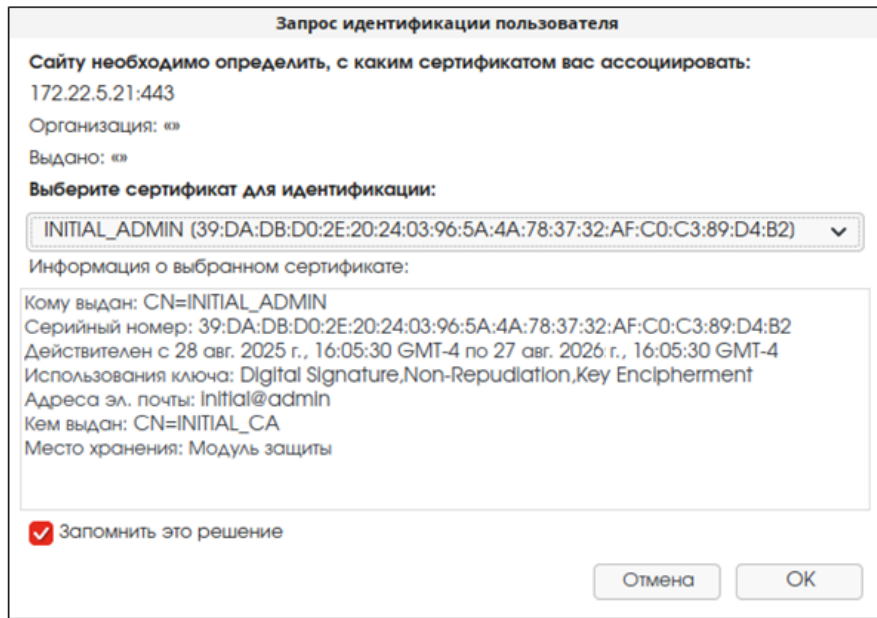 Запрос идентификации пользователя
Сайту необходимо определить, с каким сертификатом вас ассоциировать:
172.22.5.21:443
Организация: «»
Выдано: «»
Выберите сертификат для идентификации:
INITIAL_ADMIN (39:DA:DB:D0:2E:20:24:03:96:5A:4A:78:37:32:AF:C0:C3:89:D4:B2)
Информация о выбранном сертификате:
Кому выдан: CN=INITIAL_ADMIN
Серийный номер: 39:DA:DB:D0:2E:20:24:03:96:5A:4A:78:37:32:AF:C0:C3:89:D4:B2
Действителен с 28 авг. 2025 г., 16:05:30 GMT-4 по 27 авг. 2026 г., 16:05:30 GMT-4
Использования ключа: Digital Signature,Non-Repudiation,Key Encipherment
Адреса эл. почты: initial@admin
Кем выдан: CN=INITIAL_CA
Место хранения: Модуль защиты
Запомнить это решение
Отмена OK